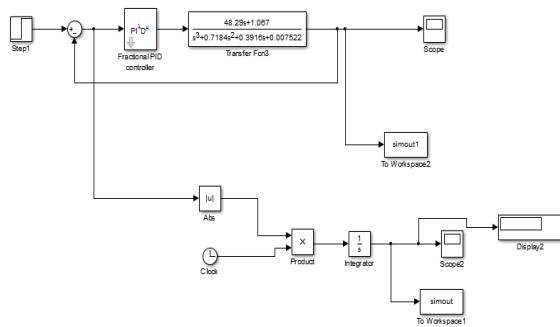 Step1
PIλDμ
Fractional PID
controller
48.29s+1.067
s³+0.7184s²+0.3916s+0.007522
Transfer Fcn3
Scope
simout1
To Workspace2
|u|
Abs
Clock
×
Product
1
s
Integrator
Scope2
Display2
simout
To Workspace1